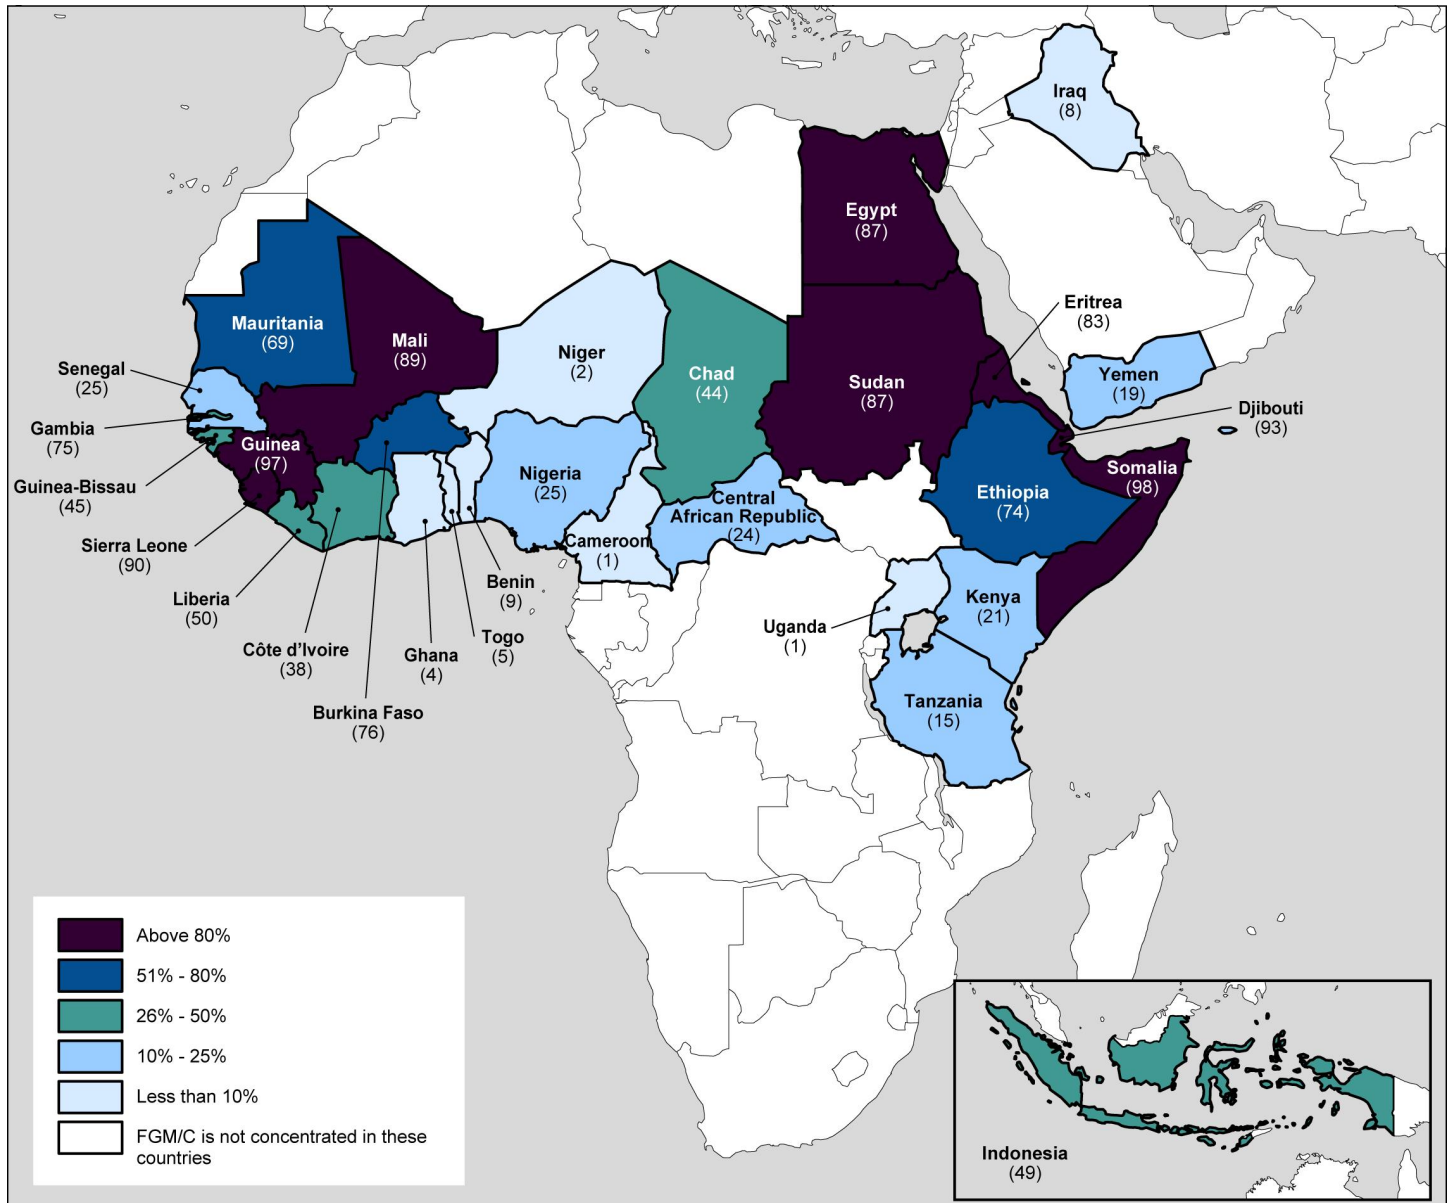 Iraq
(8)
Egypt
(87)
Eritrea
(83)
Mauritania
(69)
Mali
(89)
Niger
(2)
Chad
(44)
Sudan
(87)
Yemen
(19)
Senegal
(25)
Djibouti
(93)
Gambia
(75)
Guinea
(97)
Nigeria
(25)
Somalia
(98)
Guinea-Bissau
(45)
Ethiopia
(74)
Central
African Republic
(24)
Sierra Leone
(90)
Cameroon
(1)
Benin
(9)
Liberia
(50)
Kenya
(21)
Uganda
(1)
Togo
(5)
Côte d’Ivoire
(38)
Ghana
(4)
Burkina Faso
(76)
Tanzania
(15)
Above 80%
51% - 80%
26% - 50%
10% - 25%
Less than 10%
FGM/C is not concentrated in these
countries
Indonesia
(49)